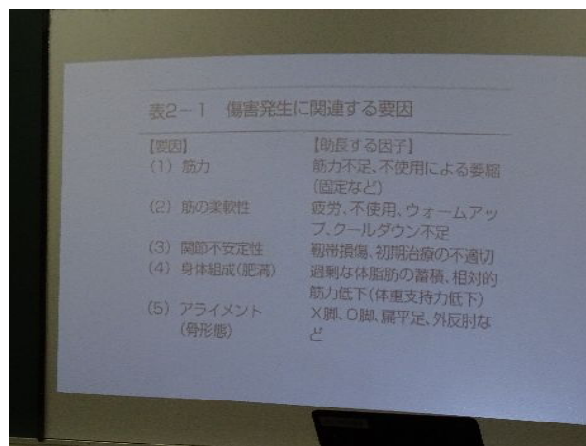 表2－1 傷害発生に関連する要因
【要因】 【助長する因子】
(1) 筋力 筋力不足、不使用による萎縮
(固定など)
(2) 筋の柔軟性 疲労、不使用、ウォームアッ
プ、クールダウン不足
(3) 関節不安定性 靭帯損傷、初期治療の不適切
(4) 身体組成(肥満) 過剰な体脂肪の蓄積、相対的
筋力低下(体重支持力低下)
(5) アライメント X脚、O脚、扁平足、外反肘な
(骨形態) ど